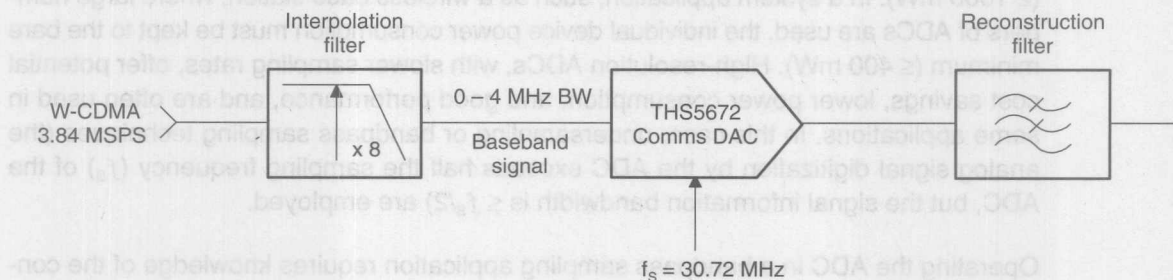 Interpolation
filter
Reconstruction
filter
W-CDMA
3.84 MSPS
x 8
0 – 4 MHz BW
Baseband
signal
THS5672
Comms DAC
fS = 30.72 MHz